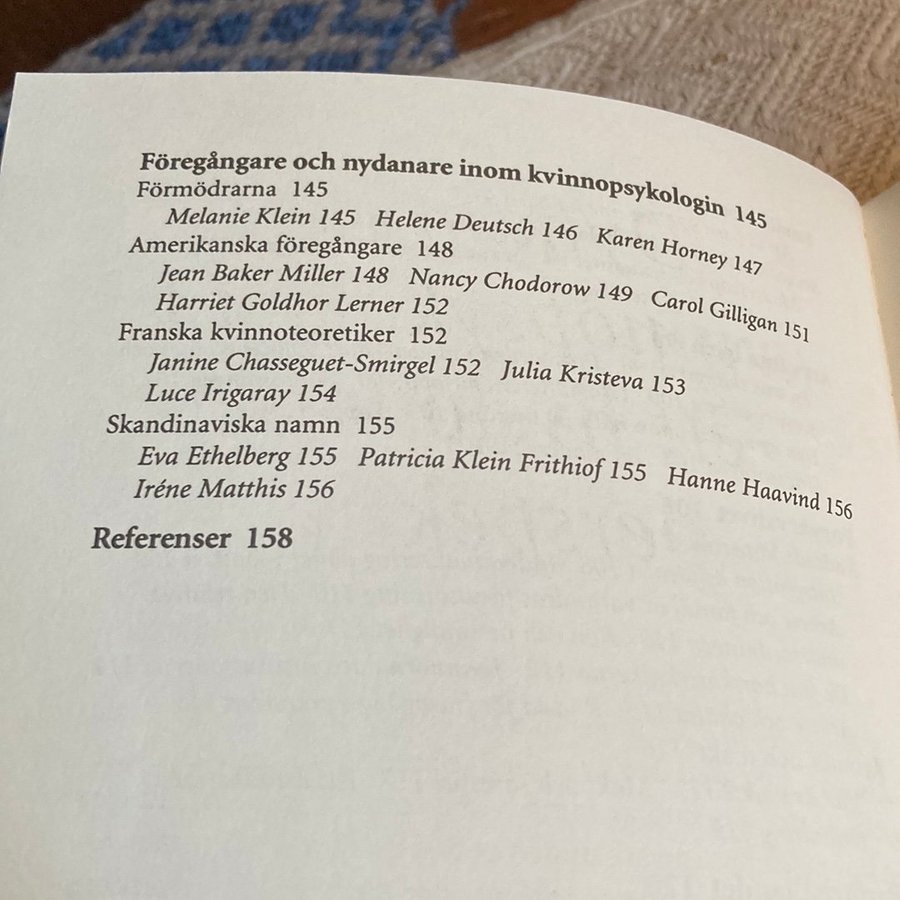 Föregångare och nydanare inom kvinnopsykologin 145
Förmödrarna 145
Melanie Klein 145 Helene Deutsch 146 Karen Horney 147
Amerikanska föregångare 148
Jean Baker Miller 148 Nancy Chodorow 149 Carol Gilligan 151
Harriet Goldhor Lerner 152
Franska kvinnoteoretiker 152
Janine Chasseguet-Smirgel 152 Julia Kristeva 153
Luce Irigaray 154
Skandinaviska namn 155
Eva Ethelberg 155 Patricia Klein Frithiof 155 Hanne Haavind 156
Iréne Matthis 156
Referenser 158